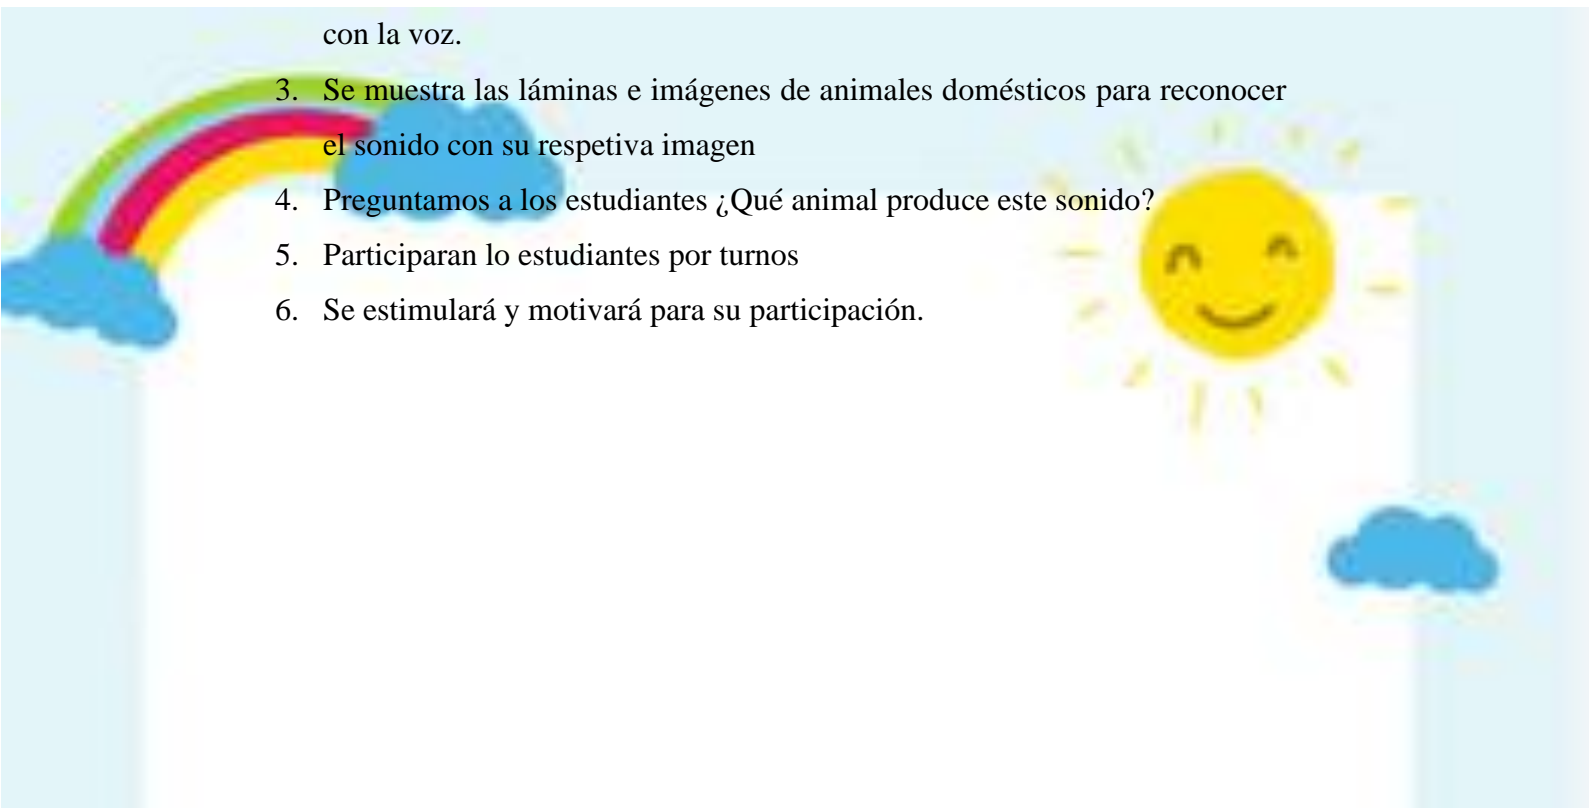 con la voz.
3. Se muestra las láminas e imágenes de animales domésticos para reconocer
el sonido con su respetiva imagen
4. Preguntamos a los estudiantes ¿Qué animal produce este sonido?
5. Participaran lo estudiantes por turnos
6. Se estimulará y motivará para su participación.